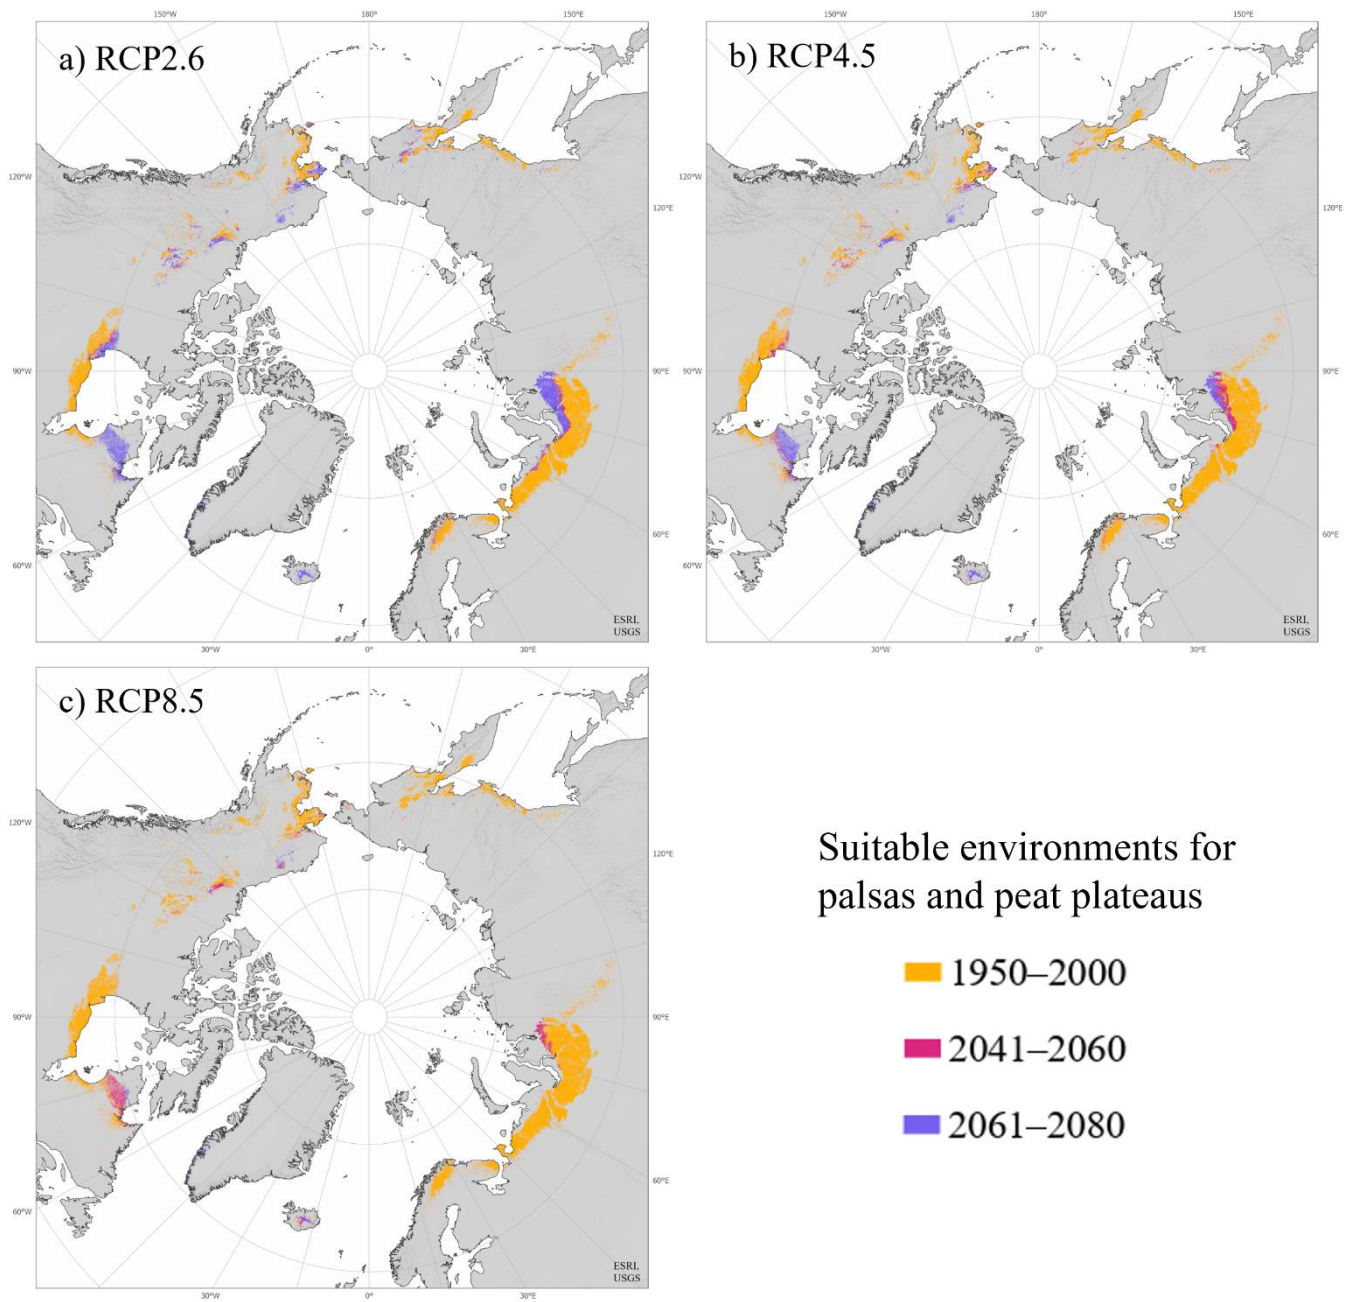 150°W 180° 150°E
a) RCP2.6
120°W
120°E
90°W
90°E
60°W
60°E
ESRI,
USGS
30°W 0° 30°E
150°W 180° 150°E
b) RCP4.5
120°W
120°E
90°W
90°E
60°W
60°E
ESRI,
USGS
30°W 0° 30°E
c) RCP8.5
120°W
120°E
90°W
90°E
60°W
60°E
ESRI,
USGS
30°W 0° 30°E
Suitable environments for
palsas and peat plateaus
1950–2000
2041–2060
2061–2080